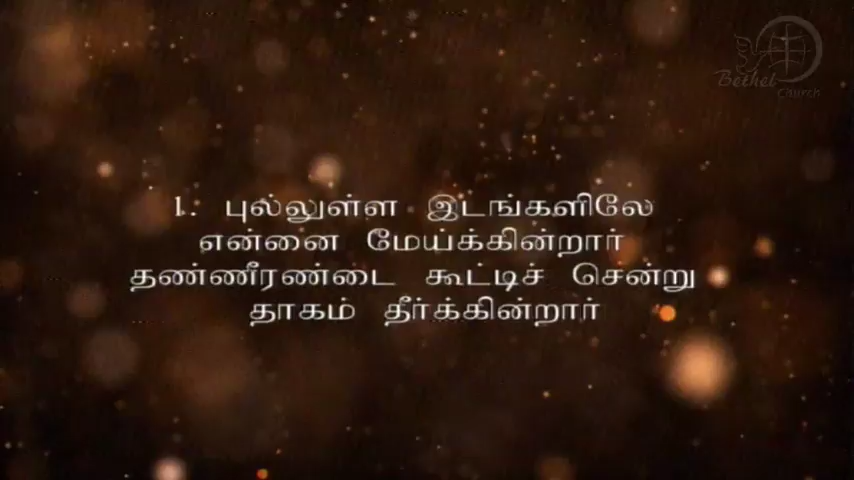 Bethel
Church
1. புல்லுள்ள இடங்களிலே
என்னை மேய்க்கின்றார்
தண்ணீரண்டை கூட்டிச் சென்று
தாகம் தீர்க்கின்றார்